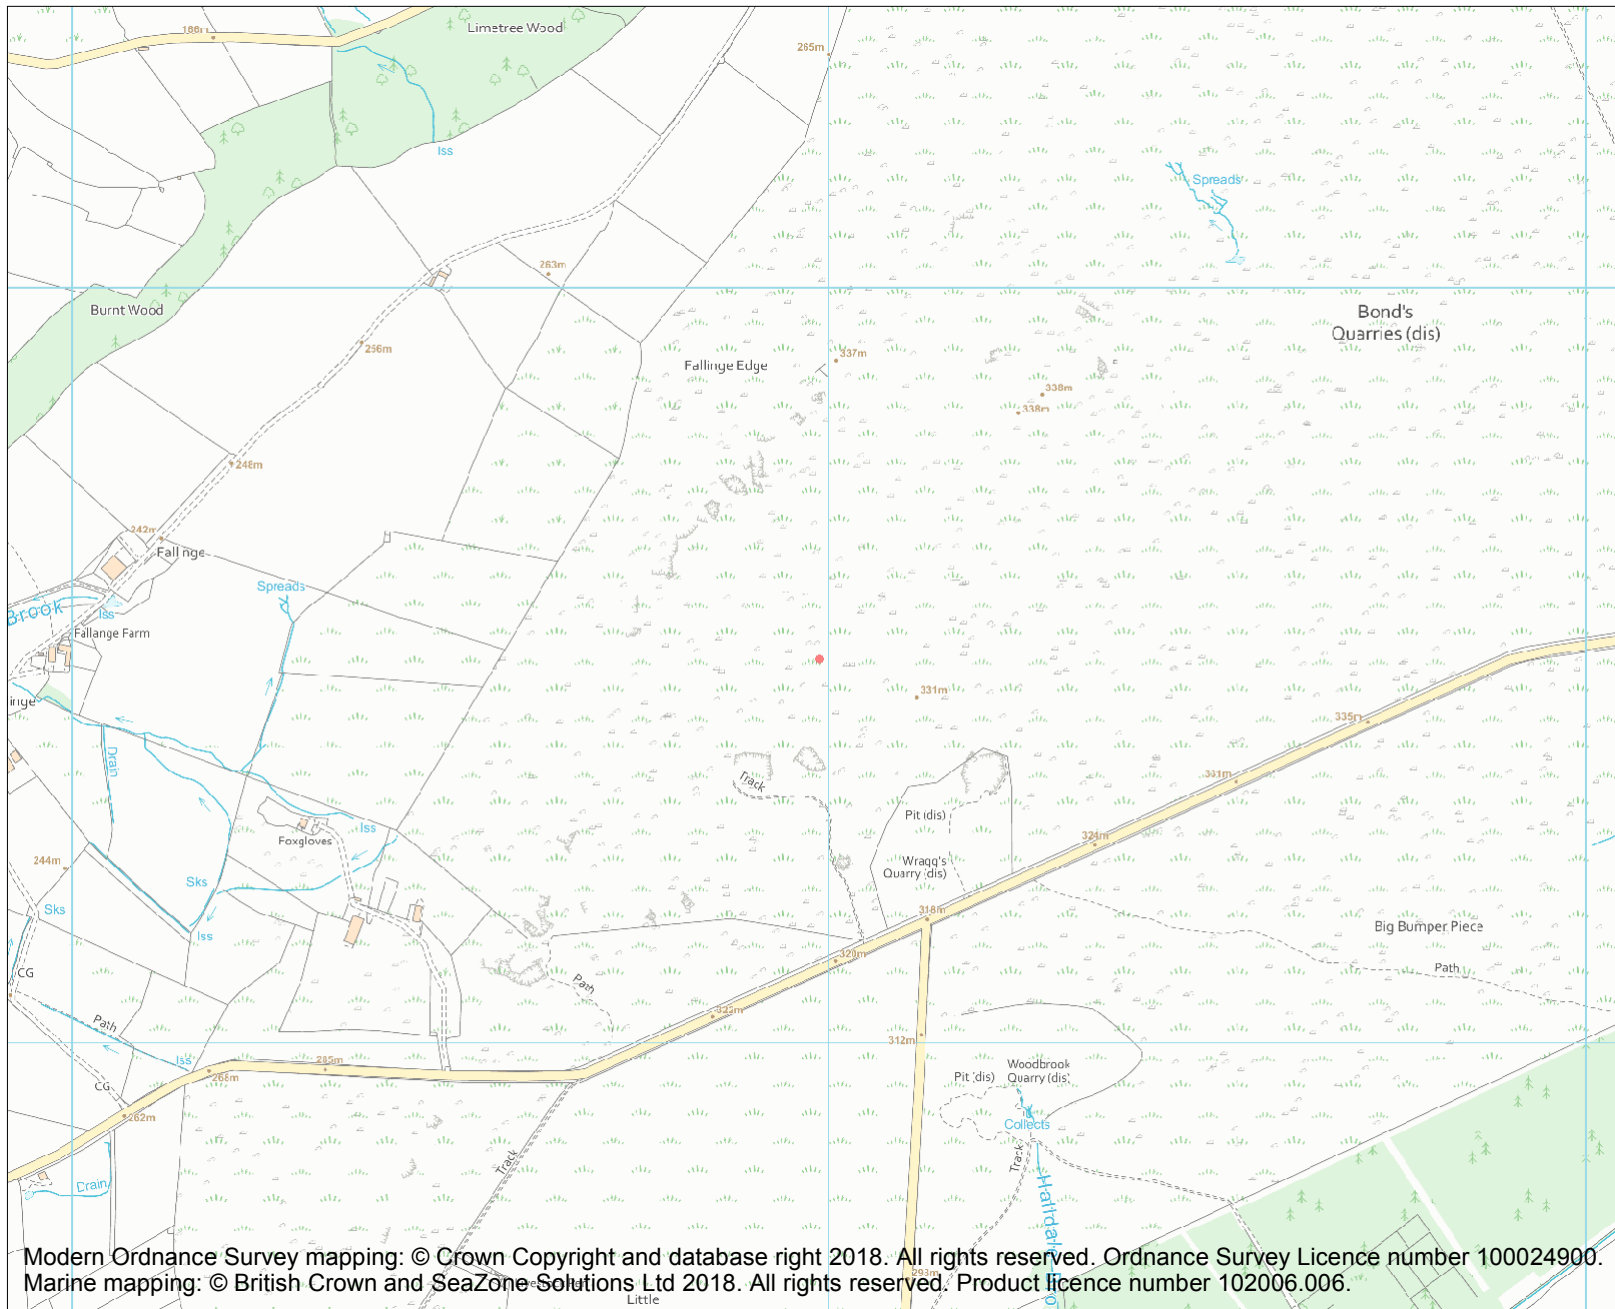 Limetree Wood
188m
265m
Iss
Spreads
263m
Burnt Wood
Bond's
Quarries (dis)
256m
337m
Fallinge Edge
338m
338m
248m
242m
Fallinge
Spreads
Brook
Iss
Fallange Farm
331m
inge
335m
Drain
Track
331m
Pit (dis)
Iss
Foxgloves
324m
Wragg's
Quarry (dis)
244m
Sks
Sks
318m
Big Bumper Piece
Iss
320m
CG
Path
Path
323m
Path
312m
Iss
265m
Woodbrook
Pit (dis)
Quarry (dis)
268m
CG
262m
Collects
Track
Track
Drain
Modern Ordnance Survey mapping: © Crown Copyright and database right 2018. All rights reserved. Ordnance Survey Licence number 100024900.
293m
Marine mapping: © British Crown and SeaZone Solutions Ltd 2018. All rights reserved. Product licence number 102006.006.
Little